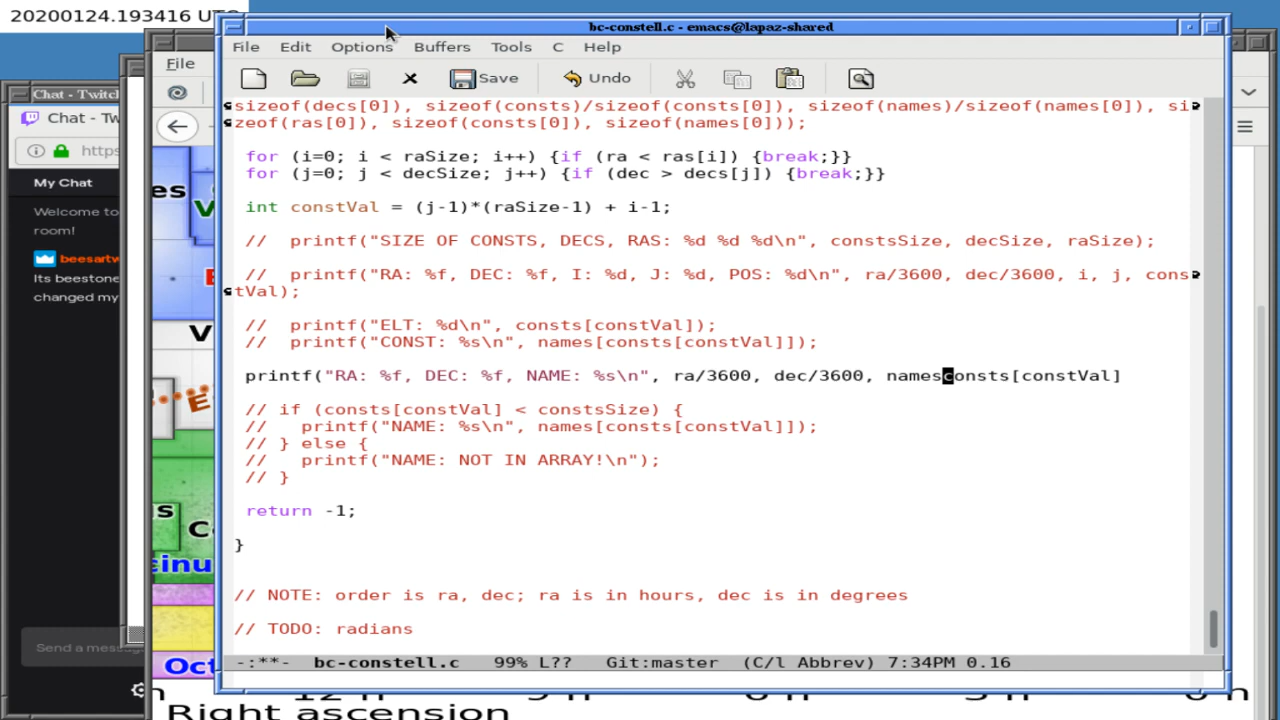 20200124.193416 UTC
bc-constell.c - emacs@lapaz-shared
File Edit Options Buffers Tools C Help
Save Undo
sizeof(decs[0]), sizeof(consts)/sizeof(consts[0]), sizeof(names)/sizeof(names[0]), si
zeof(ras[0]), sizeof(consts[0]), sizeof(names[0]));
for (i=0; i < raSize; i++) {if (ra < ras[i]) {break;}}
for (j=0; j < decSize; j++) {if (dec > decs[j]) {break;}}
int constVal = (j-1)*(raSize-1) + i-1;
//  printf("SIZE OF CONSTS, DECS, RAS: %d %d %d\n", constsSize, decSize, raSize);
//  printf("RA: %f, DEC: %f, I: %d, J: %d, POS: %d\n", ra/3600, dec/3600, i, j, cons
tVal);
//  printf("ELT: %d\n", consts[constVal]);
//  printf("CONST: %s\n", names[consts[constVal]]);
printf("RA: %f, DEC: %f, NAME: %s\n", ra/3600, dec/3600, namesconsts[constVal]
// if (consts[constVal] < constsSize) {
//   printf("NAME: %s\n", names[consts[constVal]]);
// } else {
//   printf("NAME: NOT IN ARRAY!\n");
// }
return -1;
}
// NOTE: order is ra, dec; ra is in hours, dec is in degrees
// TODO: radians
-:**-  bc-constell.c   99% L??   Git:master  (C/l Abbrev) 7:34PM 0.16
File
Chat - Twitch
Chat - Tw
https
My Chat
Welcome to
room!
beesartw
Its beestone
changed my
Send a messag
es
V
E
V
E
s
C
cinu
Oct
Right ascension